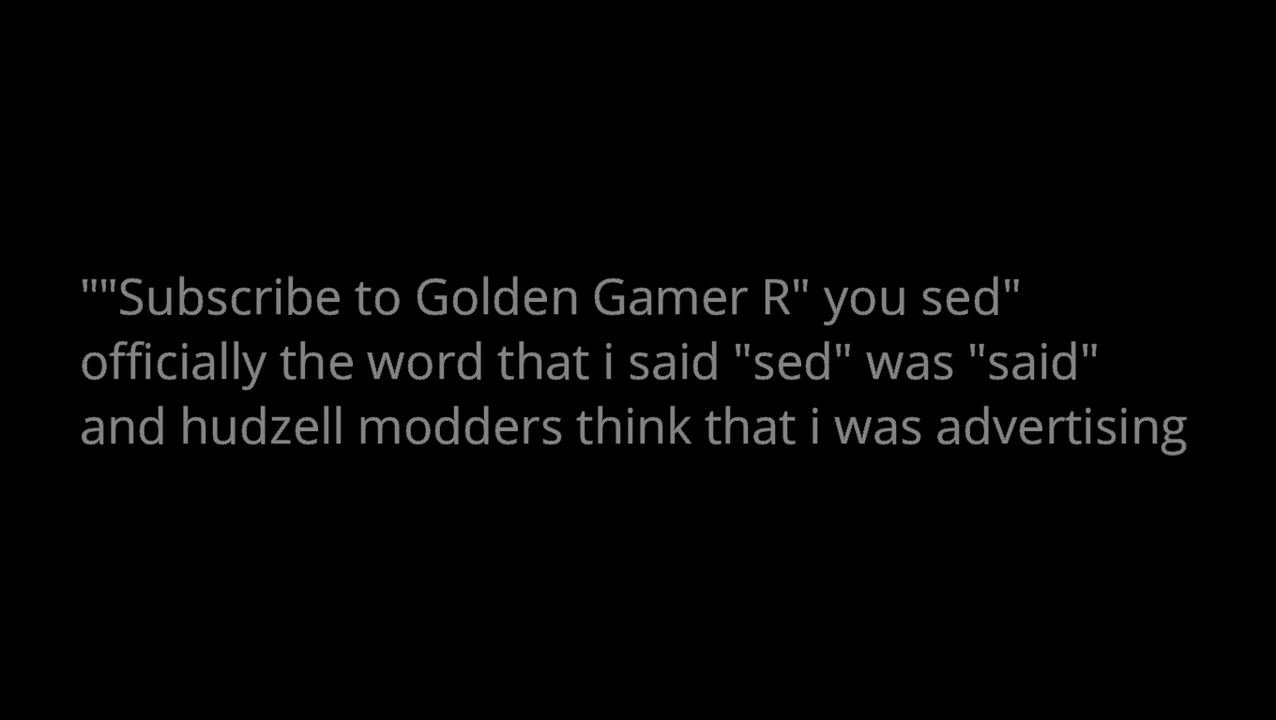 ""Subscribe to Golden Gamer R" you sed"
officially the word that i said "sed" was "said"
and hudzell modders think that i was advertising